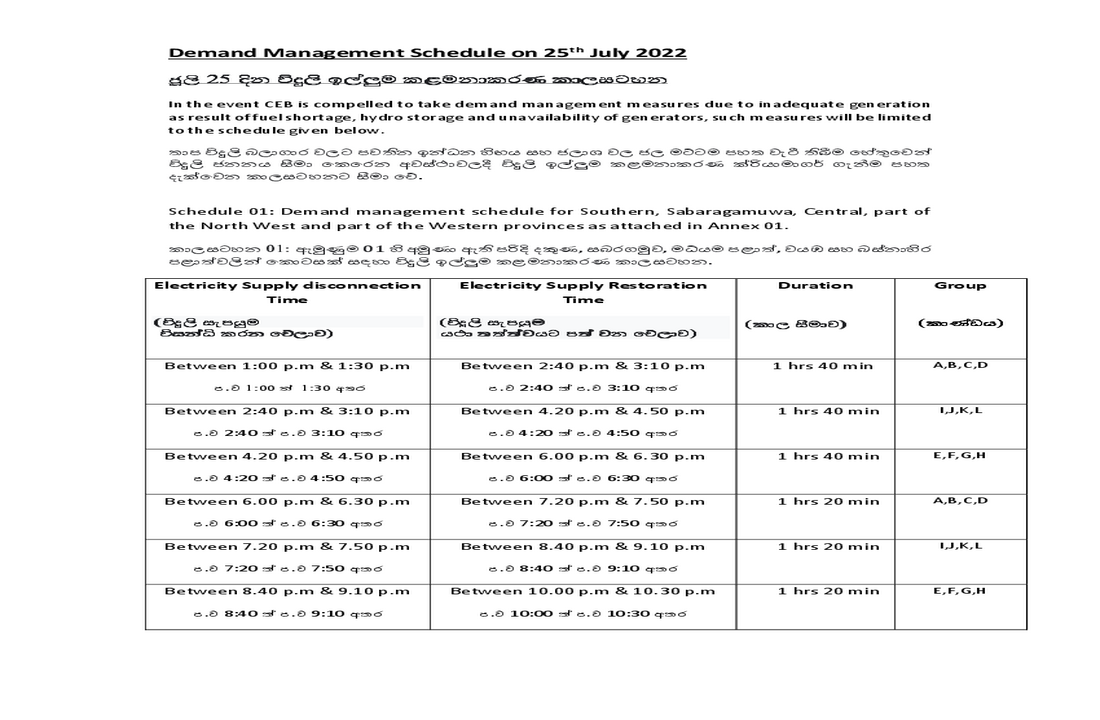 Demand Management Schedule on 25th July 2022
ජූලි 25 දින විදුලි ඉල්ලුම කළමනාකරණ කාලසටහන
In the event CEB is compelled to take demand management measures due to inadequate generation
as result of fuel shortage, hydro storage and unavailability of generators, such measures will be limited
to the schedule given below.
තාප විදුලි බලාගාර වලට පවතින ඉන්ධන හිඟය සහ ජලාශ වල ජල මට්ටම පහත වැටී තිබීම හේතුවෙන්
විදුලි ජනනය සීමා කෙරෙන අවස්ථාවලදී විදුලි ඉල්ලුම කළමනාකරණ ක්රියාමාගර් ගැනීම පහත
දැක්වෙන කාලසටහනට සීමා වේ.
Schedule 01: Demand management schedule for Southern, Sabaragamuwa, Central, part of
the North West and part of the Western provinces as attached in Annex 01.
කාලසටහන 01: ඇමුණුම 01 හි අමුණා ඇති පරිදි දකුණ, සබරගමුව, මධ්යම පළාත්, වයඹ සහ බස්නාහිර
පළාත්වලින් කොටසක් සඳහා විදුලි ඉල්ලුම කළමනාකරණ කාලසටහන.
Electricity Supply disconnection Time
(විදුලි සැපයුම
විසන්ධි කරන වේලාව)
Electricity Supply Restoration Time
(විදුලි සැපයුම
යථා තත්ත්වයට පත් වන වේලාව)
Duration
(කාල සීමාව)
Group
(කාණ්ඩය)
Between 1:00 p.m & 1:30 p.m Between 2:40 p.m & 3:10 p.m 1 hrs 40 min A,B,C,D
ප.ව 1:00 ත් 1:30 අතර ප.ව 2:40 ත් ප.ව 3:10 අතර
Between 2:40 p.m & 3:10 p.m Between 4.20 p.m & 4.50 p.m 1 hrs 40 min I,J,K,L
ප.ව 2:40 ත් ප.ව 3:10 අතර ප.ව 4:20 ත් ප.ව 4:50 අතර
Between 4.20 p.m & 4.50 p.m Between 6.00 p.m & 6.30 p.m 1 hrs 40 min E,F,G,H
ප.ව 4:20 ත් ප.ව 4:50 අතර ප.ව 6:00 ත් ප.ව 6:30 අතර
Between 6.00 p.m & 6.30 p.m Between 7.20 p.m & 7.50 p.m 1 hrs 20 min A,B,C,D
ප.ව 6:00 ත් ප.ව 6:30 අතර ප.ව 7:20 ත් ප.ව 7:50 අතර
Between 7.20 p.m & 7.50 p.m Between 8.40 p.m & 9.10 p.m 1 hrs 20 min I,J,K,L
ප.ව 7:20 ත් ප.ව 7:50 අතර ප.ව 8:40 ත් ප.ව 9:10 අතර
Between 8.40 p.m & 9.10 p.m Between 10.00 p.m & 10.30 p.m 1 hrs 20 min E,F,G,H
ප.ව 8:40 ත් ප.ව 9:10 අතර ප.ව 10:00 ත් ප.ව 10:30 අතර